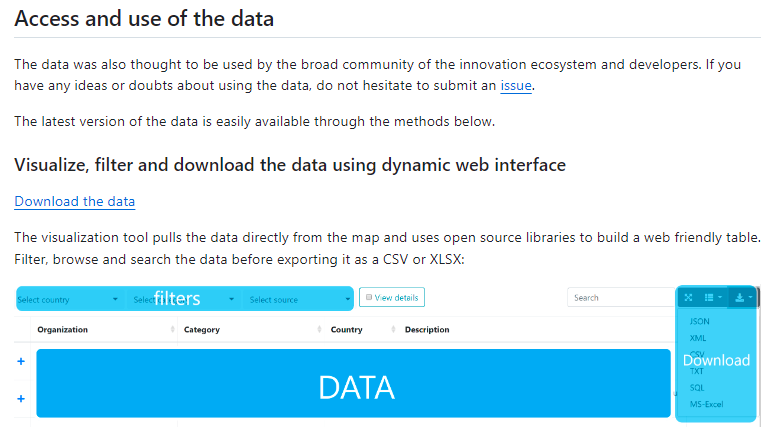 Access and use of the data
The data was also thought to be used by the broad community of the innovation ecosystem and developers. If you
have any ideas or doubts about using the data, do not hesitate to submit an issue.
The latest version of the data is easily available through the methods below.
Visualize, filter and download the data using dynamic web interface
Download the data
The visualization tool pulls the data directly from the map and uses open source libraries to build a web friendly table.
Filter, browse and search the data before exporting it as a CSV or XLSX:
Select country filters Select source View details Search
Organization Category Country Description
JSON
XML
CSV
Download
TXT
SQL
MS-Excel
DATA